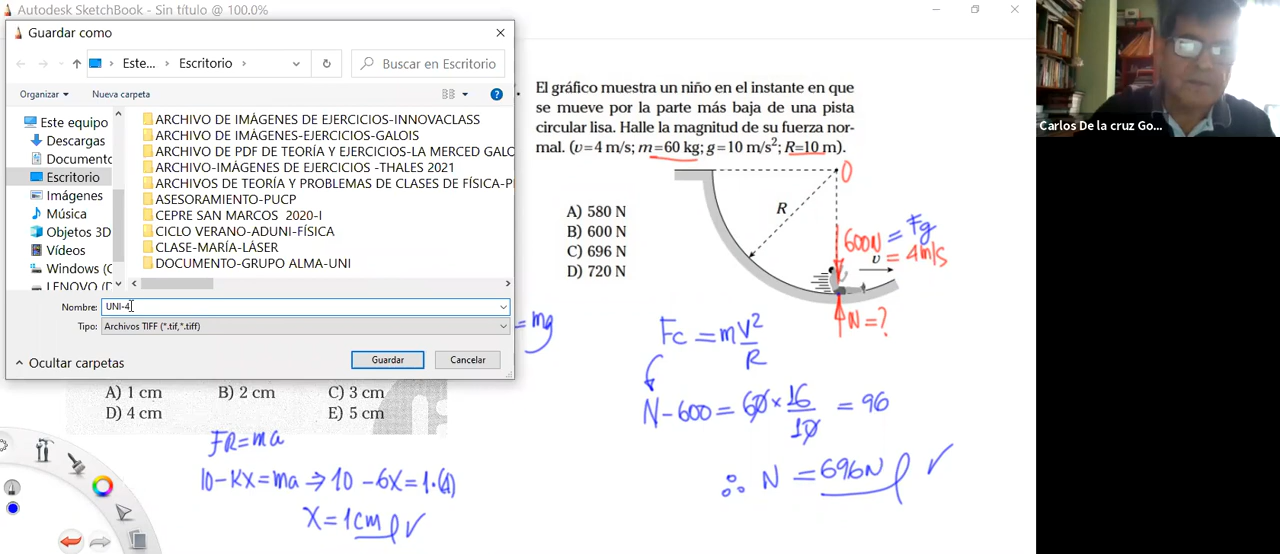 Autodesk SketchBook - Sin título @ 100.0%
Guardar como
Este... > Escritorio >
Buscar en Escritorio
Organizar
Nueva carpeta
Este equipo
Descargas
Documento
Escritorio
Imágenes
Música
Objetos 3D
Vídeos
Windows (C
LENOVO (D
ARCHIVO DE IMÁGENES DE EJERCICIOS-INNOVACLASS
ARCHIVO DE IMÁGENES-EJERCICIOS-GALOIS
ARCHIVO DE PDF DE TEORÍA Y EJERCICIOS-LA MERCED GALO
ARCHIVO-IMÁGENES DE EJERCICIOS -THALES 2021
ARCHIVOS DE TEORÍA Y PROBLEMAS DE CLASES DE FÍSICA-P
ASESORAMIENTO-PUCP
CEPRE SAN MARCOS 2020-I
CICLO VERANO-ADUNI-FÍSICA
CLASE-MARÍA-LÁSER
DOCUMENTO-GRUPO ALMA-UNI
Nombre: UNI-4
Tipo: Archivos TIFF (*.tif,*.tiff)
Ocultar carpetas
Guardar
Cancelar
= mg
A) 1 cm B) 2 cm C) 3 cm
D) 4 cm E) 5 cm
FR = ma
10 - KX = ma ⇒ 10 - 6X = 1.(4)
X = 1cm
El gráfico muestra un niño en el instante en que
se mueve por la parte más baja de una pista
circular lisa. Halle la magnitud de su fuerza nor-
mal. (v=4 m/s; m=60 kg; g=10 m/s²; R=10 m).
A) 580 N
B) 600 N
C) 696 N
D) 720 N
O
R
600N = Fg
v = 4m/s
N = ?
Fc = m V²/R
N - 600 = 60 × 16/10 = 96
∴ N = 696N
Carlos De la cruz Go...